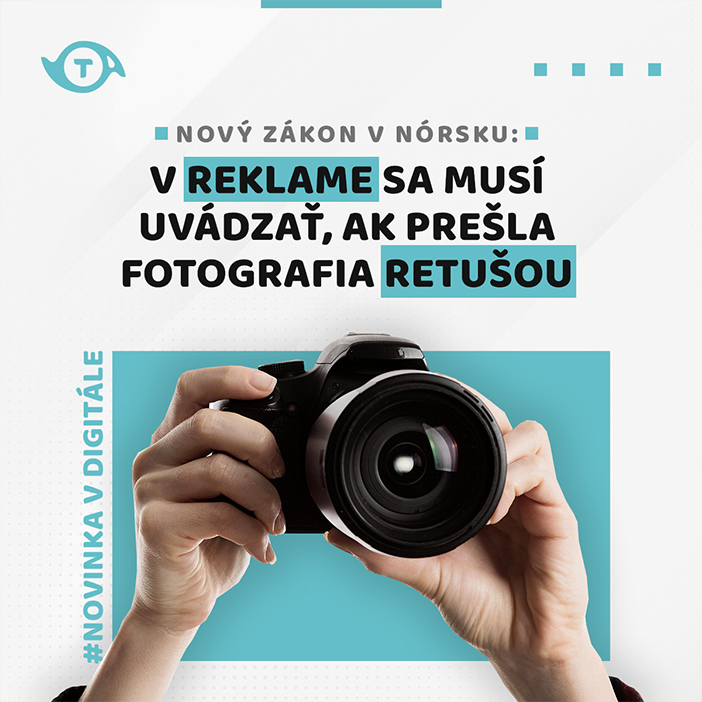 T
NOVÝ ZÁKON V NÓRSKU:
V REKLAME SA MUSÍ
UVÁDZAŤ, AK PREŠLA
FOTOGRAFIA RETUŠOU
#NOVINKA V DIGITÁLE